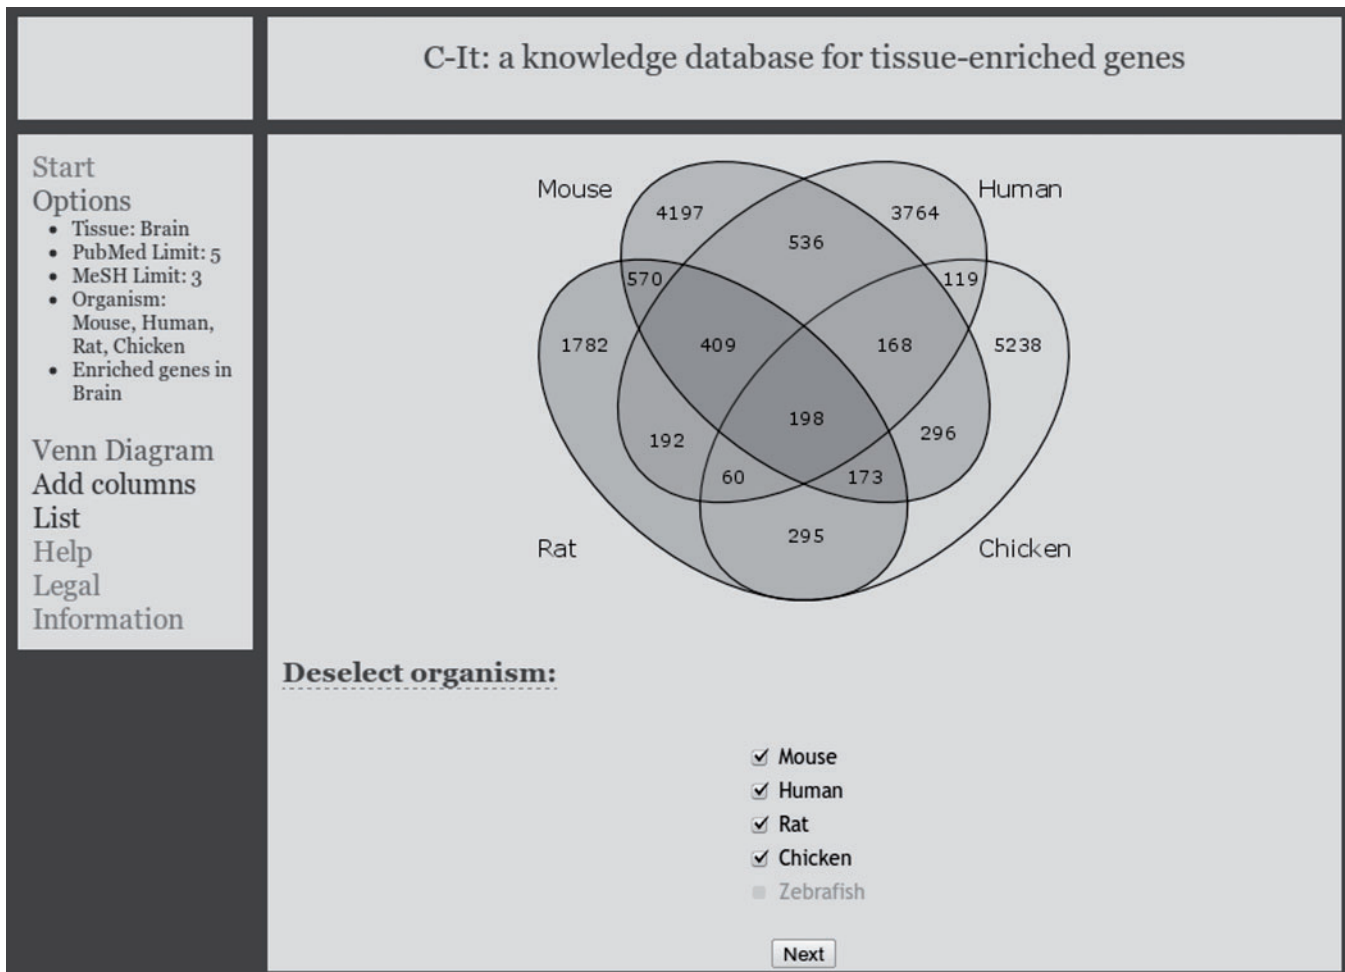 C-It: a knowledge database for tissue-enriched genes
Start
Options
• Tissue: Brain
• PubMed Limit: 5
• MeSH Limit: 3
• Organism:
Mouse, Human,
Rat, Chicken
• Enriched genes in
Brain
Venn Diagram
Add columns
List
Help
Legal
Information
Mouse
Human
4197
3764
536
570
119
1782
409
168
5238
198
192
296
60
173
295
Rat
Chicken
Deselect organism:
Mouse
Human
Rat
Chicken
Zebrafish
Next